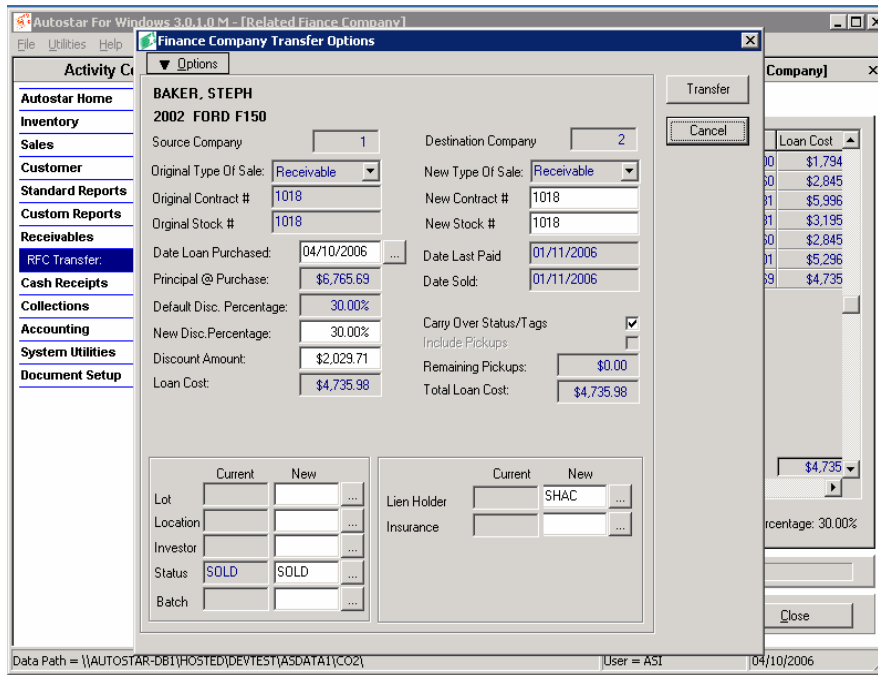 Autostar For Windows 3.0.1.0 M - [Related Fiance Company]
File Utilities Help
Finance Company Transfer Options
Activity C
Company]
Options
Autostar Home
Inventory
Sales
Customer
Standard Reports
Custom Reports
Receivables
RFC Transfer:
Cash Receipts
Collections
Accounting
System Utilities
Document Setup
BAKER, STEPH
2002 FORD F150
Source Company 1
Destination Company 2
Original Type Of Sale: Receivable
New Type Of Sale: Receivable
Original Contract # 1018
New Contract # 1018
Orginal Stock # 1018
New Stock # 1018
Date Loan Purchased: 04/10/2006 ...
Date Last Paid 01/11/2006
Principal @ Purchase: $6,765.69
Date Sold: 01/11/2006
Default Disc. Percentage: 30.00%
New Disc.Percentage: 30.00%
Carry Over Status/Tags
Include Pickups
Discount Amount: $2,029.71
Remaining Pickups: $0.00
Loan Cost: $4,735.98
Total Loan Cost: $4,735.98
Current New
Lot ...
Location ...
Investor ...
Status SOLD SOLD ...
Batch ...
Current New
Lien Holder SHAC ...
Insurance ...
Transfer
Cancel
Loan Cost
00 $1,794
50 $2,845
31 $5,996
31 $3,195
50 $2,845
01 $5,296
69 $4,735
$4,735
rcentage: 30.00%
Close
Data Path = \\AUTOSTAR-DB1\HOSTED\DEVTEST\ASDATA1\CO2\
User = ASI
04/10/2006